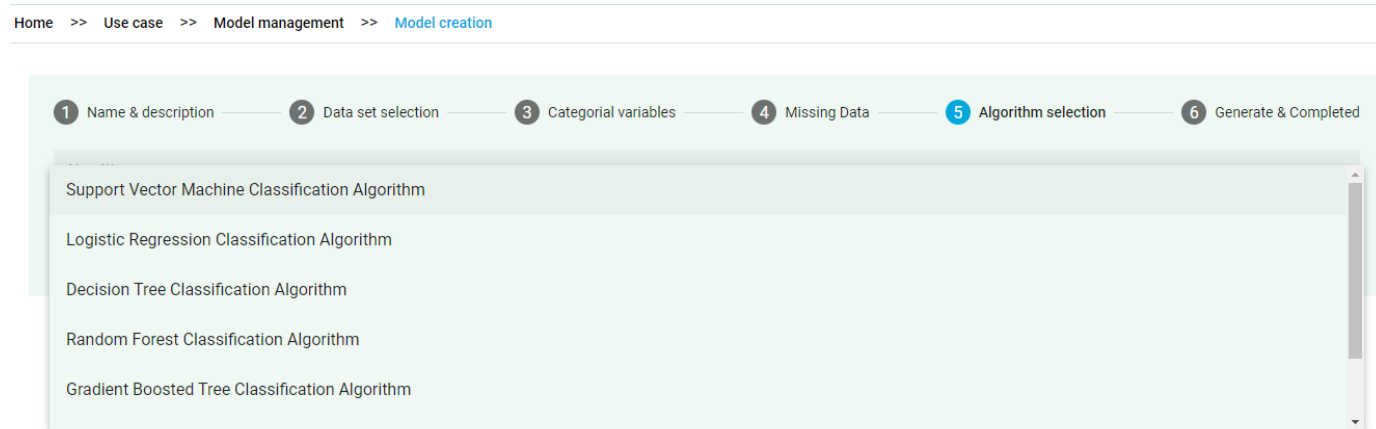 Home >> Use case >> Model management >> Model creation
1 Name & description 2 Data set selection 3 Categorial variables 4 Missing Data 5 Algorithm selection 6 Generate & Completed
Support Vector Machine Classification Algorithm
Logistic Regression Classification Algorithm
Decision Tree Classification Algorithm
Random Forest Classification Algorithm
Gradient Boosted Tree Classification Algorithm